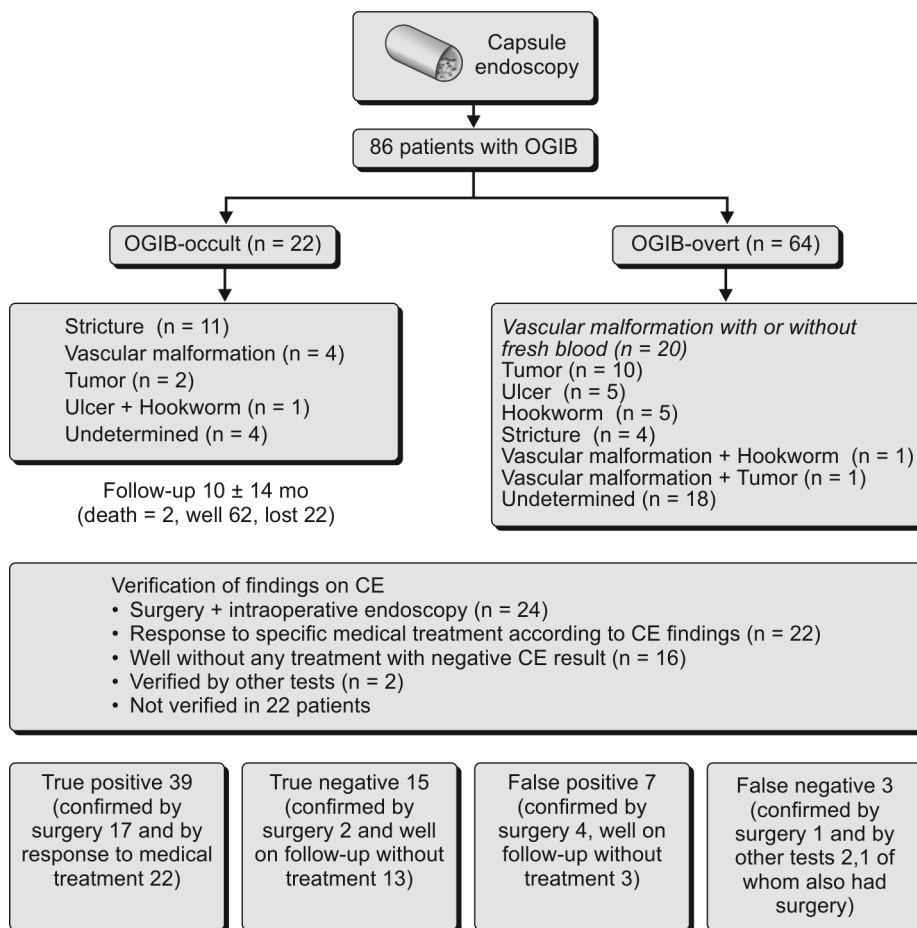 Capsule
endoscopy
86 patients with OGIB
OGIB-occult (n = 22)
OGIB-overt (n = 64)
Stricture (n = 11)
Vascular malformation (n = 4)
Tumor (n = 2)
Ulcer + Hookworm (n = 1)
Undetermined (n = 4)
Vascular malformation with or without
fresh blood (n = 20)
Tumor (n = 10)
Ulcer (n = 5)
Hookworm (n = 5)
Stricture (n = 4)
Vascular malformation + Hookworm (n = 1)
Vascular malformation + Tumor (n = 1)
Undetermined (n = 18)
Follow-up 10 ± 14 mo
(death = 2, well 62, lost 22)
Verification of findings on CE
• Surgery + intraoperative endoscopy (n = 24)
• Response to specific medical treatment according to CE findings (n = 22)
• Well without any treatment with negative CE result (n = 16)
• Verified by other tests (n = 2)
• Not verified in 22 patients
True positive 39
(confirmed by
surgery 17 and by
response to medical
treatment 22)
True negative 15
(confirmed by
surgery 2 and well
on follow-up without
treatment 13)
False positive 7
(confirmed by
surgery 4, well on
follow-up without
treatment 3)
False negative 3
(confirmed by
surgery 1 and by
other tests 2,1 of
whom also had
surgery)